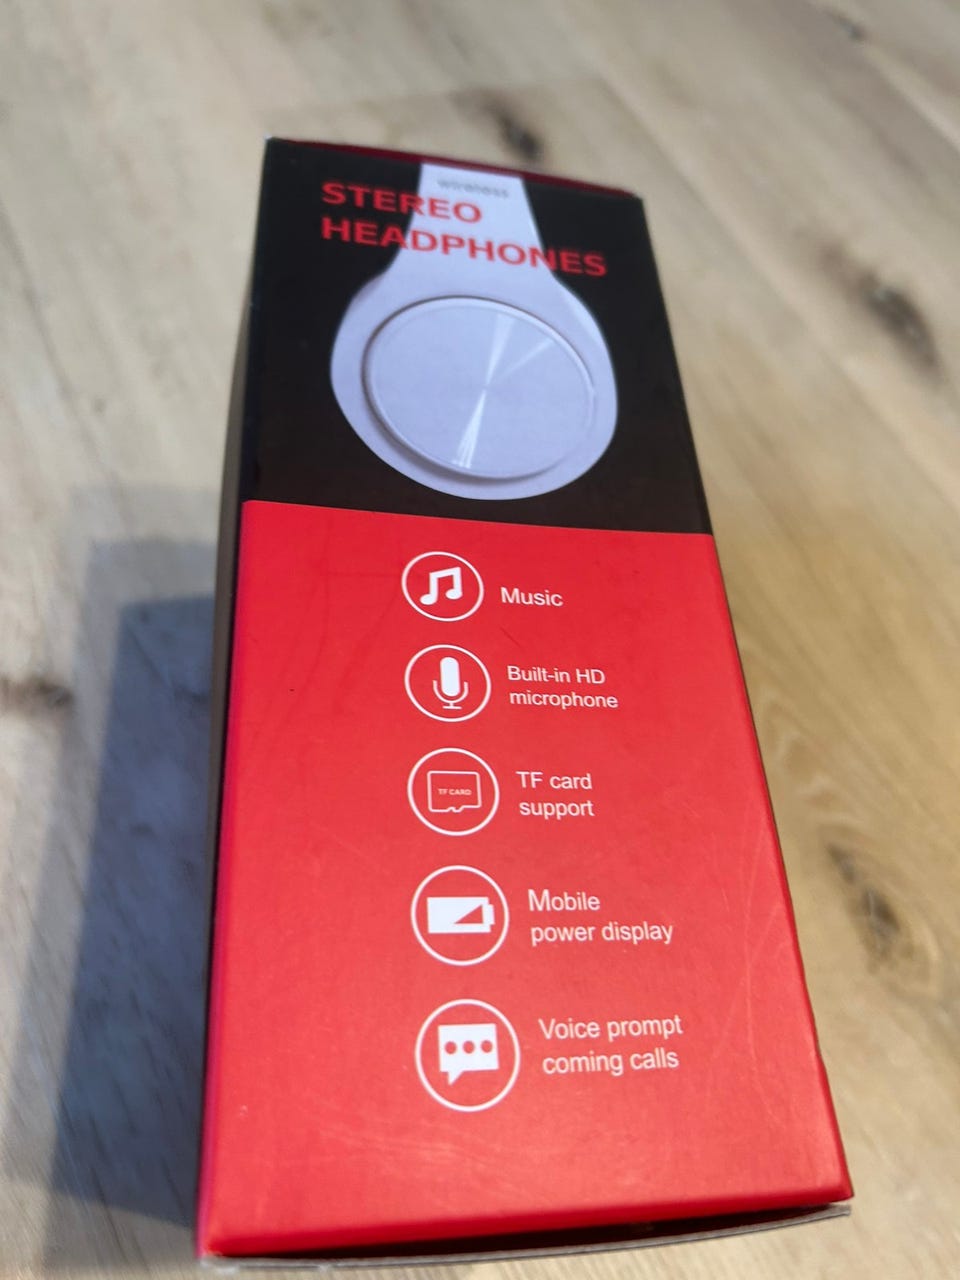 wireless
STEREO
HEADPHONES
Music
Built-in HD
microphone
TF CARD
TF card
support
Mobile
power display
Voice prompt
coming calls